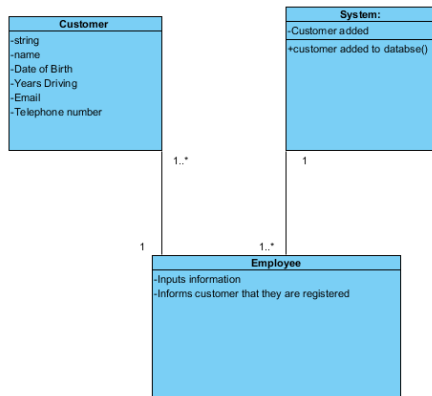 Customer
-string
-name
-Date of Birth
-Years Driving
-Email
-Telephone number
System:
-Customer added
+customer added to databse()
1..*
1
1
1..*
Employee
-Inputs information
-Informs customer that they are registered